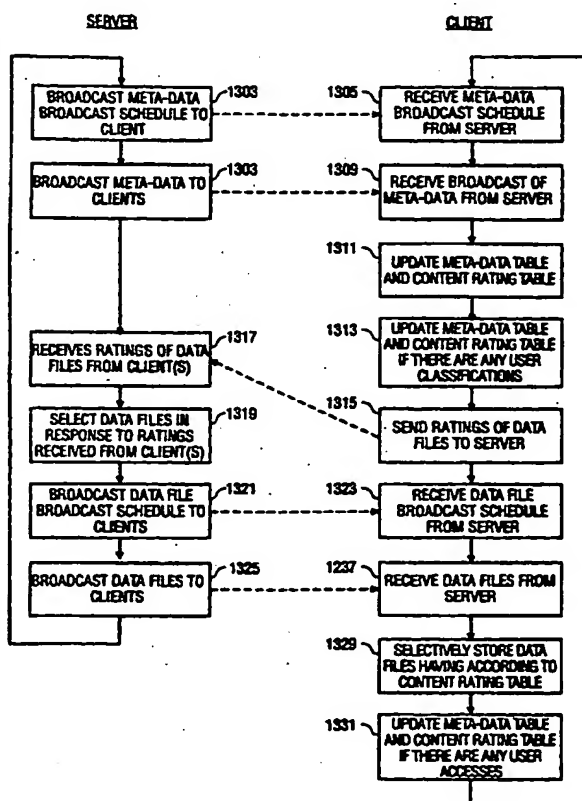 SERVER
CLIENT
1303
BROADCAST META-DATA
BROADCAST SCHEDULE TO
CLIENT
1305
RECEIVE META-DATA
BROADCAST SCHEDULE
FROM SERVER
1303
BROADCAST META-DATA TO
CLIENTS
1309
RECEIVE BROADCAST OF
META-DATA FROM SERVER
1311
UPDATE META-DATA TABLE
AND CONTENT RATING TABLE
1317
RECEIVES RATINGS OF DATA
FILES FROM CLIENT(S)
1313
UPDATE META-DATA TABLE
AND CONTENT RATING TABLE
IF THERE ARE ANY USER
CLASSIFICATIONS
1319
SELECT DATA FILES IN
RESPONSE TO RATINGS
RECEIVED FROM CLIENT(S)
1315
SEND RATINGS OF DATA
FILES TO SERVER
1321
BROADCAST DATA FILE
BROADCAST SCHEDULE TO
CLIENTS
1323
RECEIVE DATA FILE
BROADCAST SCHEDULE
FROM SERVER
1325
BROADCAST DATA FILES TO
CLIENTS
1237
RECEIVE DATA FILES FROM
SERVER
1329
SELECTIVELY STORE DATA
FILES HAVING ACCORDING TO
CONTENT RATING TABLE
1331
UPDATE META-DATA TABLE
AND CONTENT RATING TABLE
IF THERE ARE ANY USER
ACCESSES